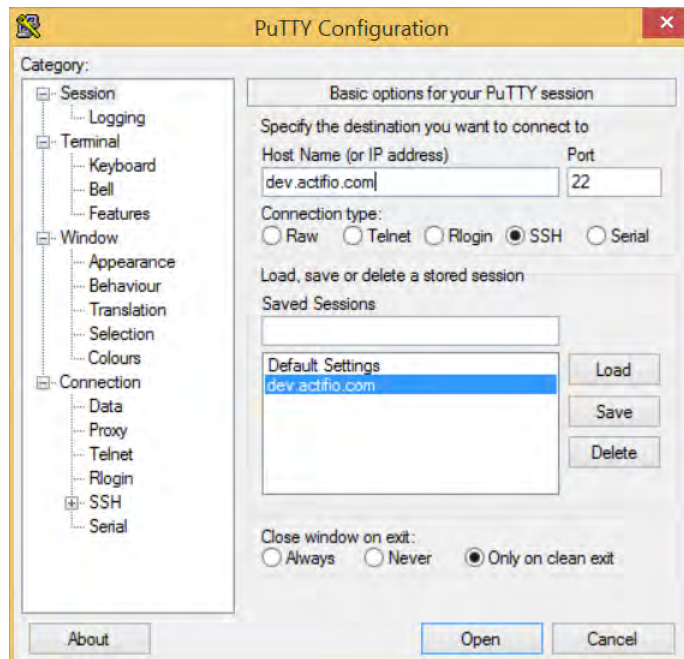 PuTTY Configuration
Category:
Session
Logging
Terminal
Keyboard
Bell
Features
Window
Appearance
Behaviour
Translation
Selection
Colours
Connection
Data
Proxy
Telnet
Rlogin
SSH
Serial
Basic options for your PuTTY session
Specify the destination you want to connect to
Host Name (or IP address) Port
dev.actifio.com 22
Connection type:
Raw Telnet Rlogin SSH Serial
Load, save or delete a stored session
Saved Sessions
Default Settings
dev.actifio.com
Load
Save
Delete
Close window on exit:
Always Never Only on clean exit
About Open Cancel